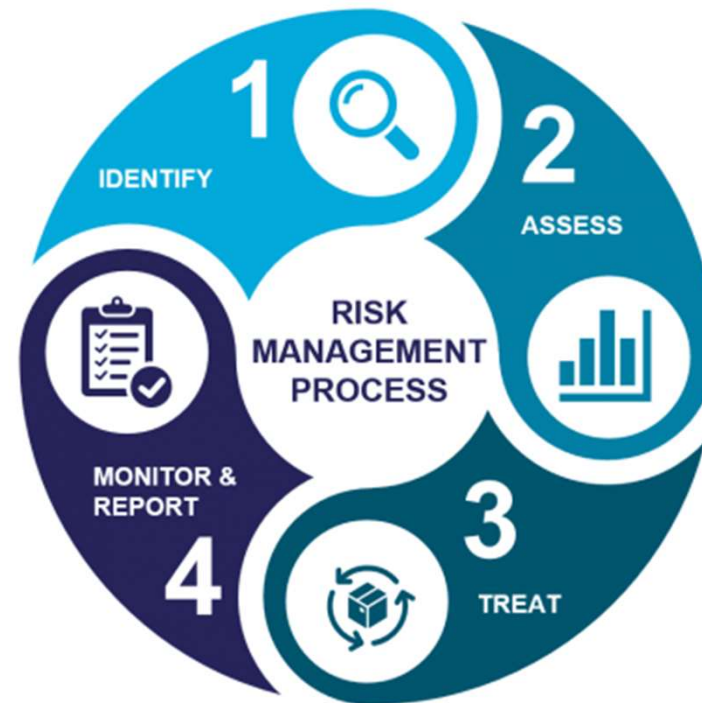 1
IDENTIFY
2
ASSESS
RISK
MANAGEMENT
PROCESS
3
TREAT
MONITOR &
REPORT
4